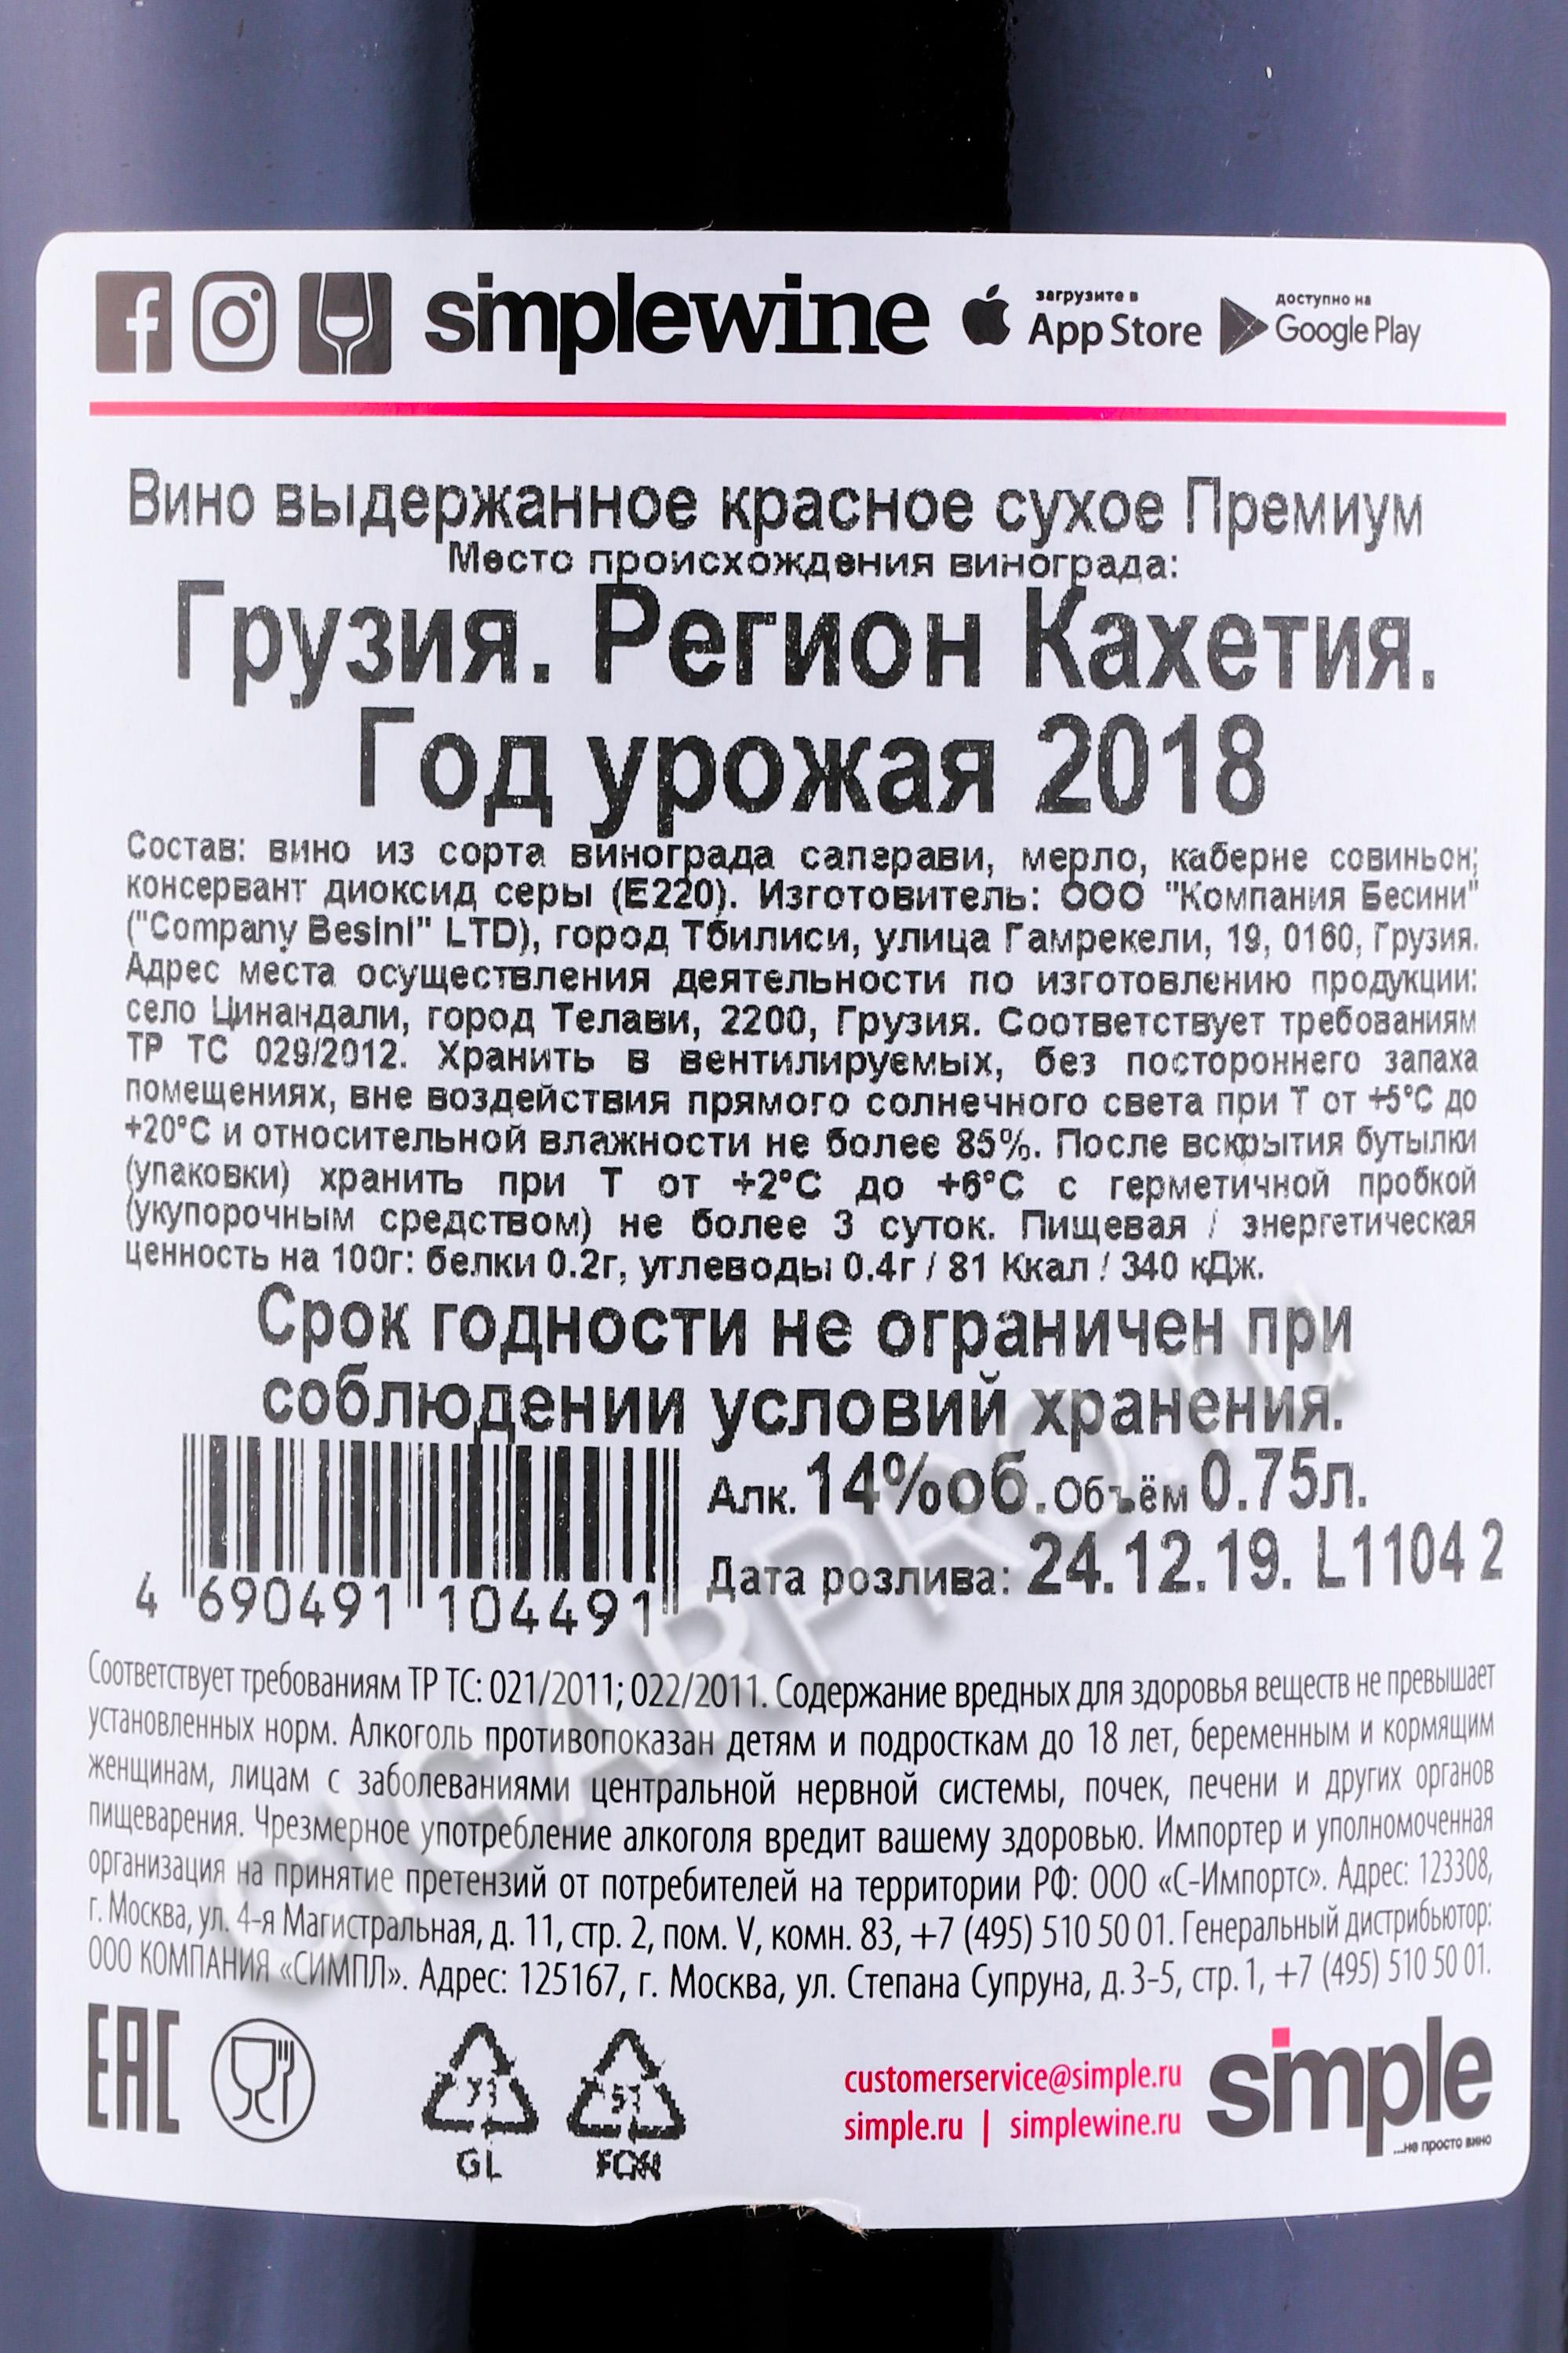 simplewine
загрузите в
App Store
доступно на
Google Play
Вино выдержанное красное сухое Премиум
Место происхождения винограда:
Грузия. Регион Кахетия.
Год урожая 2018
Состав: вино из сорта винограда саперави, мерло, каберне совиньон;
консервант диоксид серы (Е220). Изготовитель: ООО "Компания Бесини"
("Company Besini" LTD), город Тбилиси, улица Гамрекели, 19, 0160, Грузия.
Адрес места осуществления деятельности по изготовлению продукции:
село Цинандали, город Телави, 2200, Грузия. Соответствует требованиям
ТР ТС 029/2012. Хранить в вентилируемых, без постороннего запаха
помещениях, вне воздействия прямого солнечного света при Т от +5°С до
+20°С и относительной влажности не более 85%. После вскрытия бутылки
(упаковки) хранить при Т от +2°С до +6°С с герметичной пробкой
(укупорочным средством) не более 3 суток. Пищевая / энергетическая
ценность на 100г: белки 0.2г, углеводы 0.4г / 81 Ккал / 340 кДж.
Срок годности не ограничен при
соблюдении условий хранения.
Алк. 14%об. Объём 0.75л.
Дата розлива: 24.12.19. L1104 2
4 690491 104491
Соответствует требованиям ТР ТС: 021/2011; 022/2011. Содержание вредных для здоровья веществ не превышает
установленных норм. Алкоголь противопоказан детям и подросткам до 18 лет, беременным и кормящим
женщинам, лицам с заболеваниями центральной нервной системы, почек, печени и других органов
пищеварения. Чрезмерное употребление алкоголя вредит вашему здоровью. Импортер и уполномоченная
организация на принятие претензий от потребителей на территории РФ: ООО «С-Импортс». Адрес: 123308,
г. Москва, ул. 4-я Магистральная, д. 11, стр. 2, пом. V, комн. 83, +7 (495) 510 50 01. Генеральный дистрибьютор:
ООО КОМПАНИЯ «СИМПЛ». Адрес: 125167, г. Москва, ул. Степана Супруна, д. 3-5, стр. 1, +7 (495) 510 50 01.
EAC
GL
customerservice@simple.ru
simple.ru | simplewine.ru
simple
...не просто вино
CIGARPRO.ru